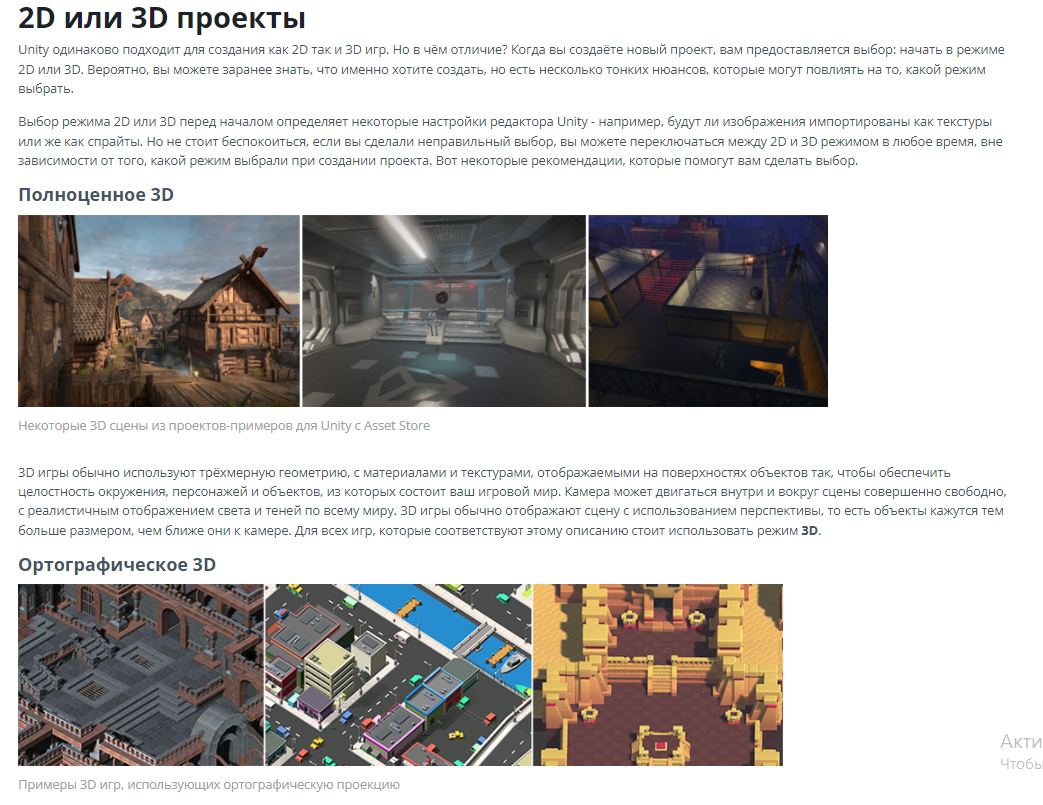 2D или 3D проекты
Unity одинаково подходит для создания как 2D так и 3D игр. Но в чём отличие? Когда вы создаёте новый проект, вам предоставляется выбор: начать в режиме
2D или 3D. Вероятно, вы можете заранее знать, что именно хотите создать, но есть несколько тонких нюансов, которые могут повлиять на то, какой режим
выбрать.
Выбор режима 2D или 3D перед началом определяет некоторые настройки редактора Unity - например, будут ли изображения импортированы как текстуры
или же как спрайты. Но не стоит беспокоиться, если вы сделали неправильный выбор, вы можете переключаться между 2D и 3D режимом в любое время, вне
зависимости от того, какой режим выбрали при создании проекта. Вот некоторые рекомендации, которые помогут вам сделать выбор.
Полноценное 3D
Некоторые 3D сцены из проектов-примеров для Unity с Asset Store
3D игры обычно используют трёхмерную геометрию, с материалами и текстурами, отображаемыми на поверхностях объектов так, чтобы обеспечить
целостность окружения, персонажей и объектов, из которых состоит ваш игровой мир. Камера может двигаться внутри и вокруг сцены совершенно свободно,
с реалистичным отображением света и теней по всему миру. 3D игры обычно отображают сцену с использованием перспективы, то есть объекты кажутся тем
больше размером, чем ближе они к камере. Для всех игр, которые соответствуют этому описанию стоит использовать режим 3D.
Ортографическое 3D
Акти
Чтобы
Примеры 3D игр, использующих ортографическую проекцию